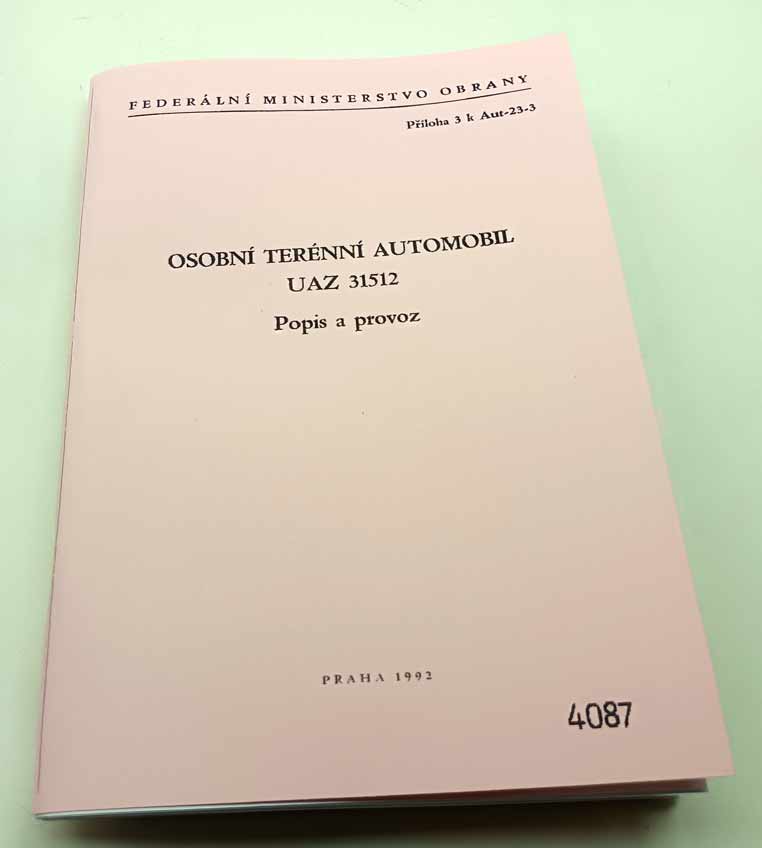 FEDERÁLNÍ MINISTERSTVO OBRANY
Příloha 3 k Aut-23-3
OSOBNÍ TERÉNNÍ AUTOMOBIL
UAZ 31512
Popis a provoz
PRAHA 1992
4087